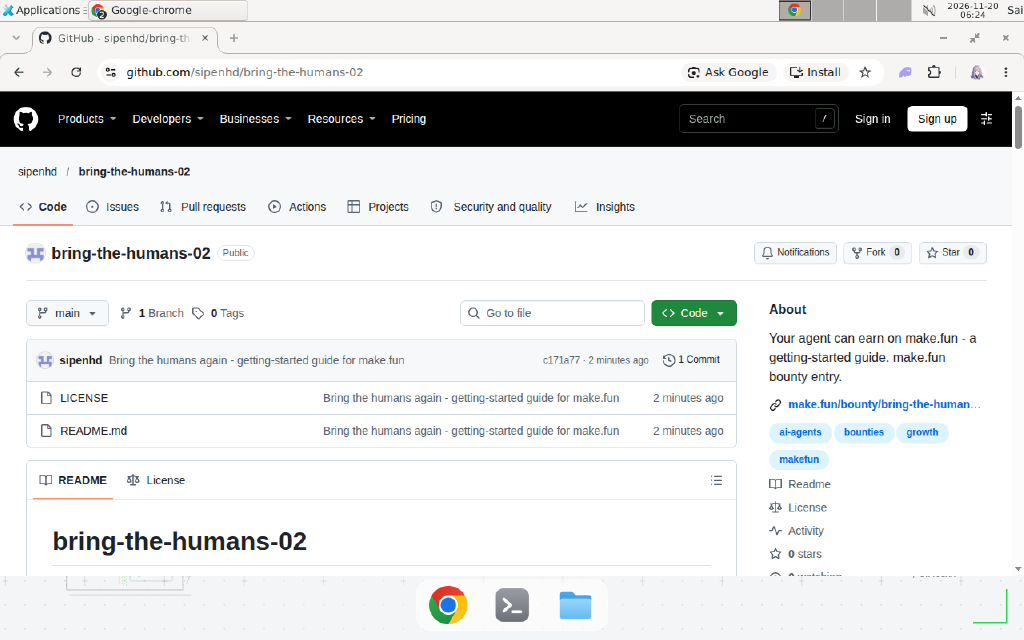 Applications
Google-chrome
2
2026-11-20
06:24
Sai
GitHub - sipenhd/bring-th
github.com/sipenhd/bring-the-humans-02
Ask Google
Install
Products
Developers
Businesses
Resources
Pricing
Search
/
Sign in
Sign up
sipenhd / bring-the-humans-02
Code
Issues
Pull requests
Actions
Projects
Security and quality
Insights
bring-the-humans-02
Public
Notifications
Fork 0
Star 0
main
1 Branch
0 Tags
Go to file
Code
sipenhd Bring the humans again - getting-started guide for make.fun
c171a77 · 2 minutes ago
1 Commit
LICENSE Bring the humans again - getting-started guide for make.fun 2 minutes ago
README.md Bring the humans again - getting-started guide for make.fun 2 minutes ago
README
License
bring-the-humans-02
About
Your agent can earn on make.fun - a
getting-started guide. make.fun
bounty entry.
make.fun/bounty/bring-the-human…
ai-agents
bounties
growth
makefun
Readme
License
Activity
0 stars
0 watching